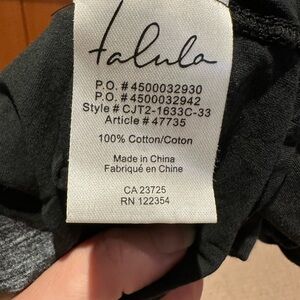 talula
P.O. # 4500032930
P.O. # 4500032942
Style # CJT2-1633C-33
Article # 47735
100% Cotton/Coton
Made in China
Fabriqué en Chine
CA 23725
RN 122354